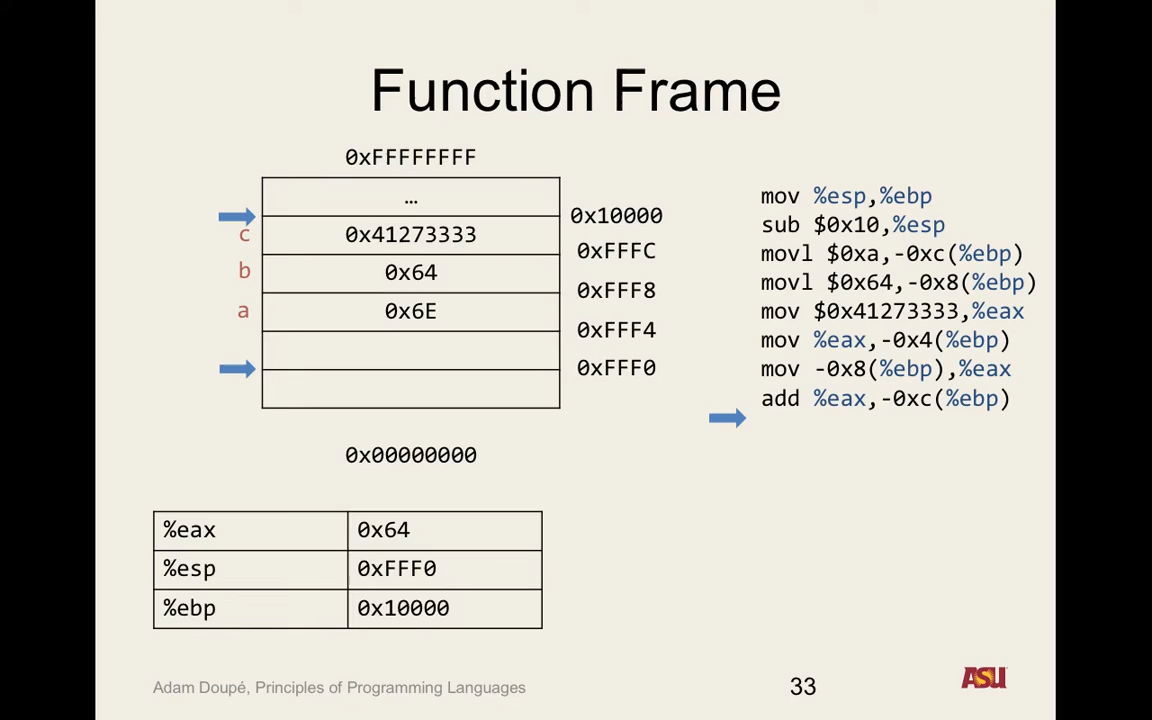 Function Frame
0xFFFFFFFF
…
0x10000
c 0x41273333
0xFFFC
b 0x64
0xFFF8
a 0x6E
0xFFF4
0xFFF0
0x00000000
mov %esp,%ebp
sub $0x10,%esp
movl $0xa,-0xc(%ebp)
movl $0x64,-0x8(%ebp)
mov $0x41273333,%eax
mov %eax,-0x4(%ebp)
mov -0x8(%ebp),%eax
add %eax,-0xc(%ebp)
%eax 0x64
%esp 0xFFF0
%ebp 0x10000
Adam Doupé, Principles of Programming Languages
33
ASU